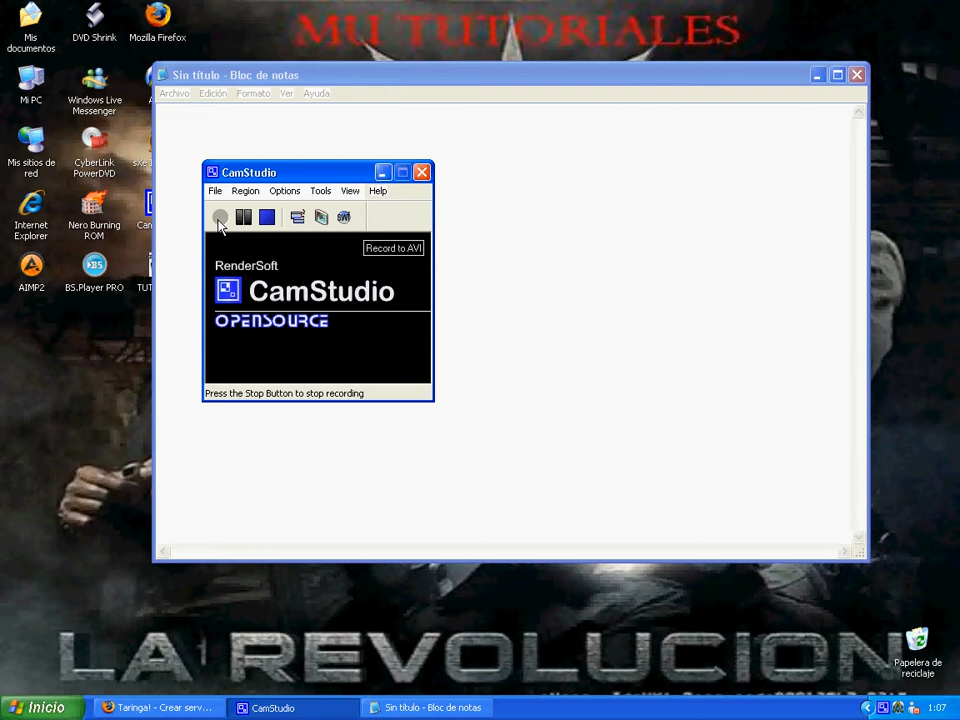 MU TUTORIALES
Mis documentos
DVD Shrink
Mozilla Firefox
Mi PC
Windows Live Messenger
Mis sitios de red
CyberLink PowerDVD
Internet Explorer
Nero Burning ROM
AIMP2
BS.Player PRO
Sin título - Bloc de notas
Archivo Edición Formato Ver Ayuda
CamStudio
File Region Options Tools View Help
Record to AVI
RenderSoft
CamStudio
OPENSOURCE
Press the Stop Button to stop recording
LA REVOLUCION
Papelera de reciclaje
Inicio
Taringa! - Crear serv...
CamStudio
Sin título - Bloc de notas
1:07